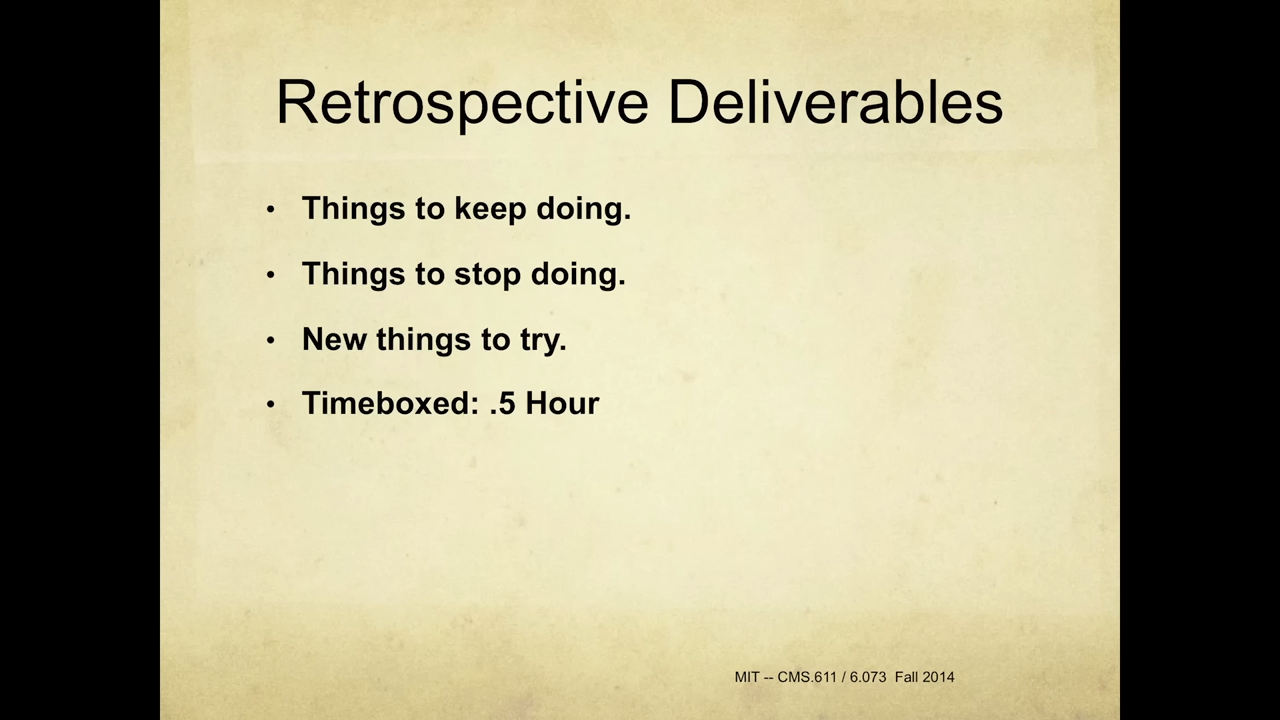 Retrospective Deliverables
• Things to keep doing.
• Things to stop doing.
• New things to try.
• Timeboxed: .5 Hour
MIT -- CMS.611 / 6.073 Fall 2014